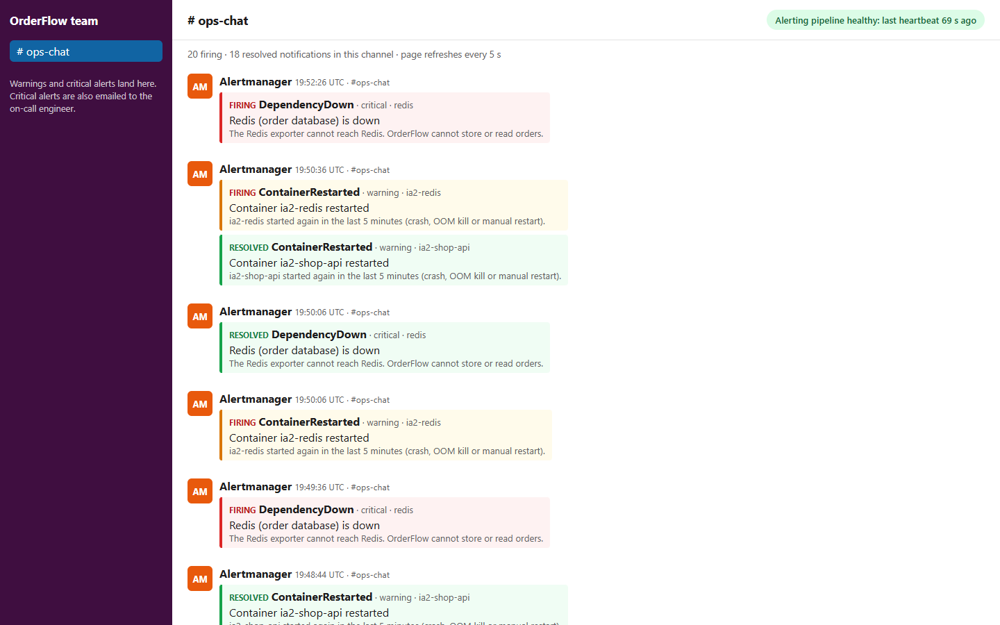 OrderFlow team
# ops-chat
Warnings and critical alerts land here.
Critical alerts are also emailed to the
on-call engineer.
# ops-chat
Alerting pipeline healthy: last heartbeat 69 s ago
20 firing · 18 resolved notifications in this channel · page refreshes every 5 s
AM
Alertmanager 19:52:26 UTC · #ops-chat
FIRING DependencyDown · critical · redis
Redis (order database) is down
The Redis exporter cannot reach Redis. OrderFlow cannot store or read orders.
AM
Alertmanager 19:50:36 UTC · #ops-chat
FIRING ContainerRestarted · warning · ia2-redis
Container ia2-redis restarted
ia2-redis started again in the last 5 minutes (crash, OOM kill or manual restart).
RESOLVED ContainerRestarted · warning · ia2-shop-api
Container ia2-shop-api restarted
ia2-shop-api started again in the last 5 minutes (crash, OOM kill or manual restart).
AM
Alertmanager 19:50:06 UTC · #ops-chat
RESOLVED DependencyDown · critical · redis
Redis (order database) is down
The Redis exporter cannot reach Redis. OrderFlow cannot store or read orders.
AM
Alertmanager 19:50:06 UTC · #ops-chat
FIRING ContainerRestarted · warning · ia2-redis
Container ia2-redis restarted
ia2-redis started again in the last 5 minutes (crash, OOM kill or manual restart).
AM
Alertmanager 19:49:36 UTC · #ops-chat
FIRING DependencyDown · critical · redis
Redis (order database) is down
The Redis exporter cannot reach Redis. OrderFlow cannot store or read orders.
AM
Alertmanager 19:48:44 UTC · #ops-chat
RESOLVED ContainerRestarted · warning · ia2-shop-api
Container ia2-shop-api restarted